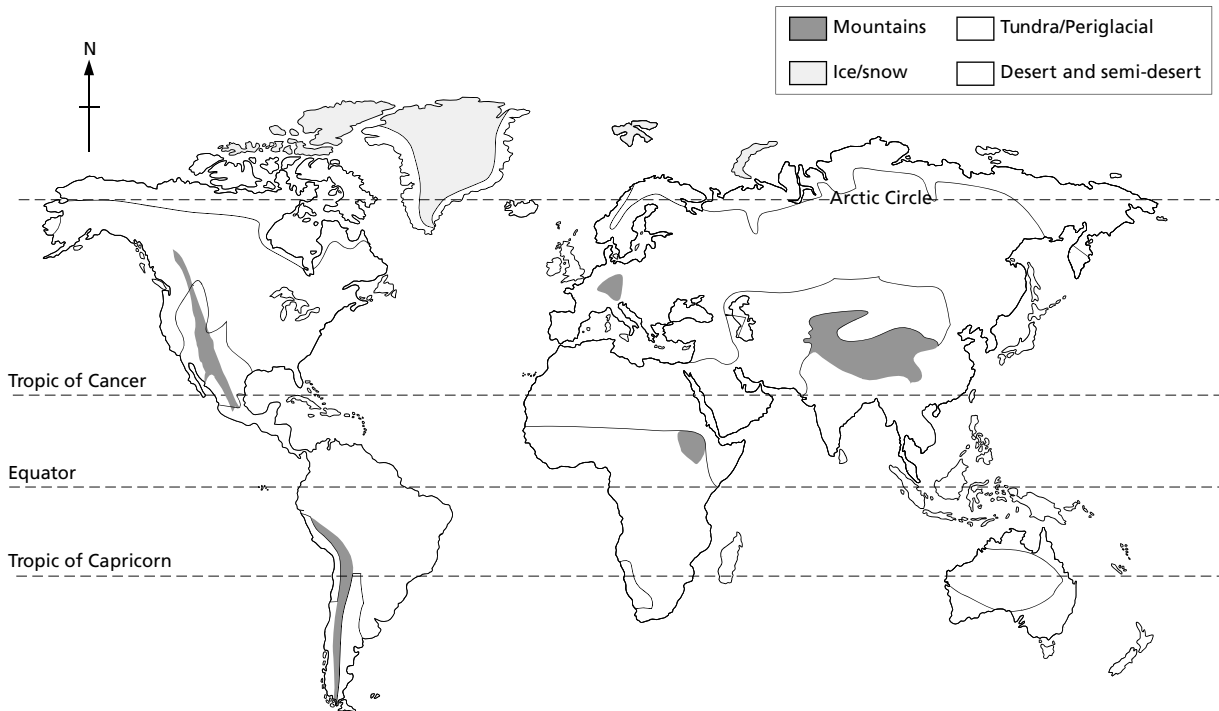 Mountains
Tundra/Periglacial
Ice/snow
Desert and semi-desert
N
Arctic Circle
Tropic of Cancer
Equator
Tropic of Capricorn